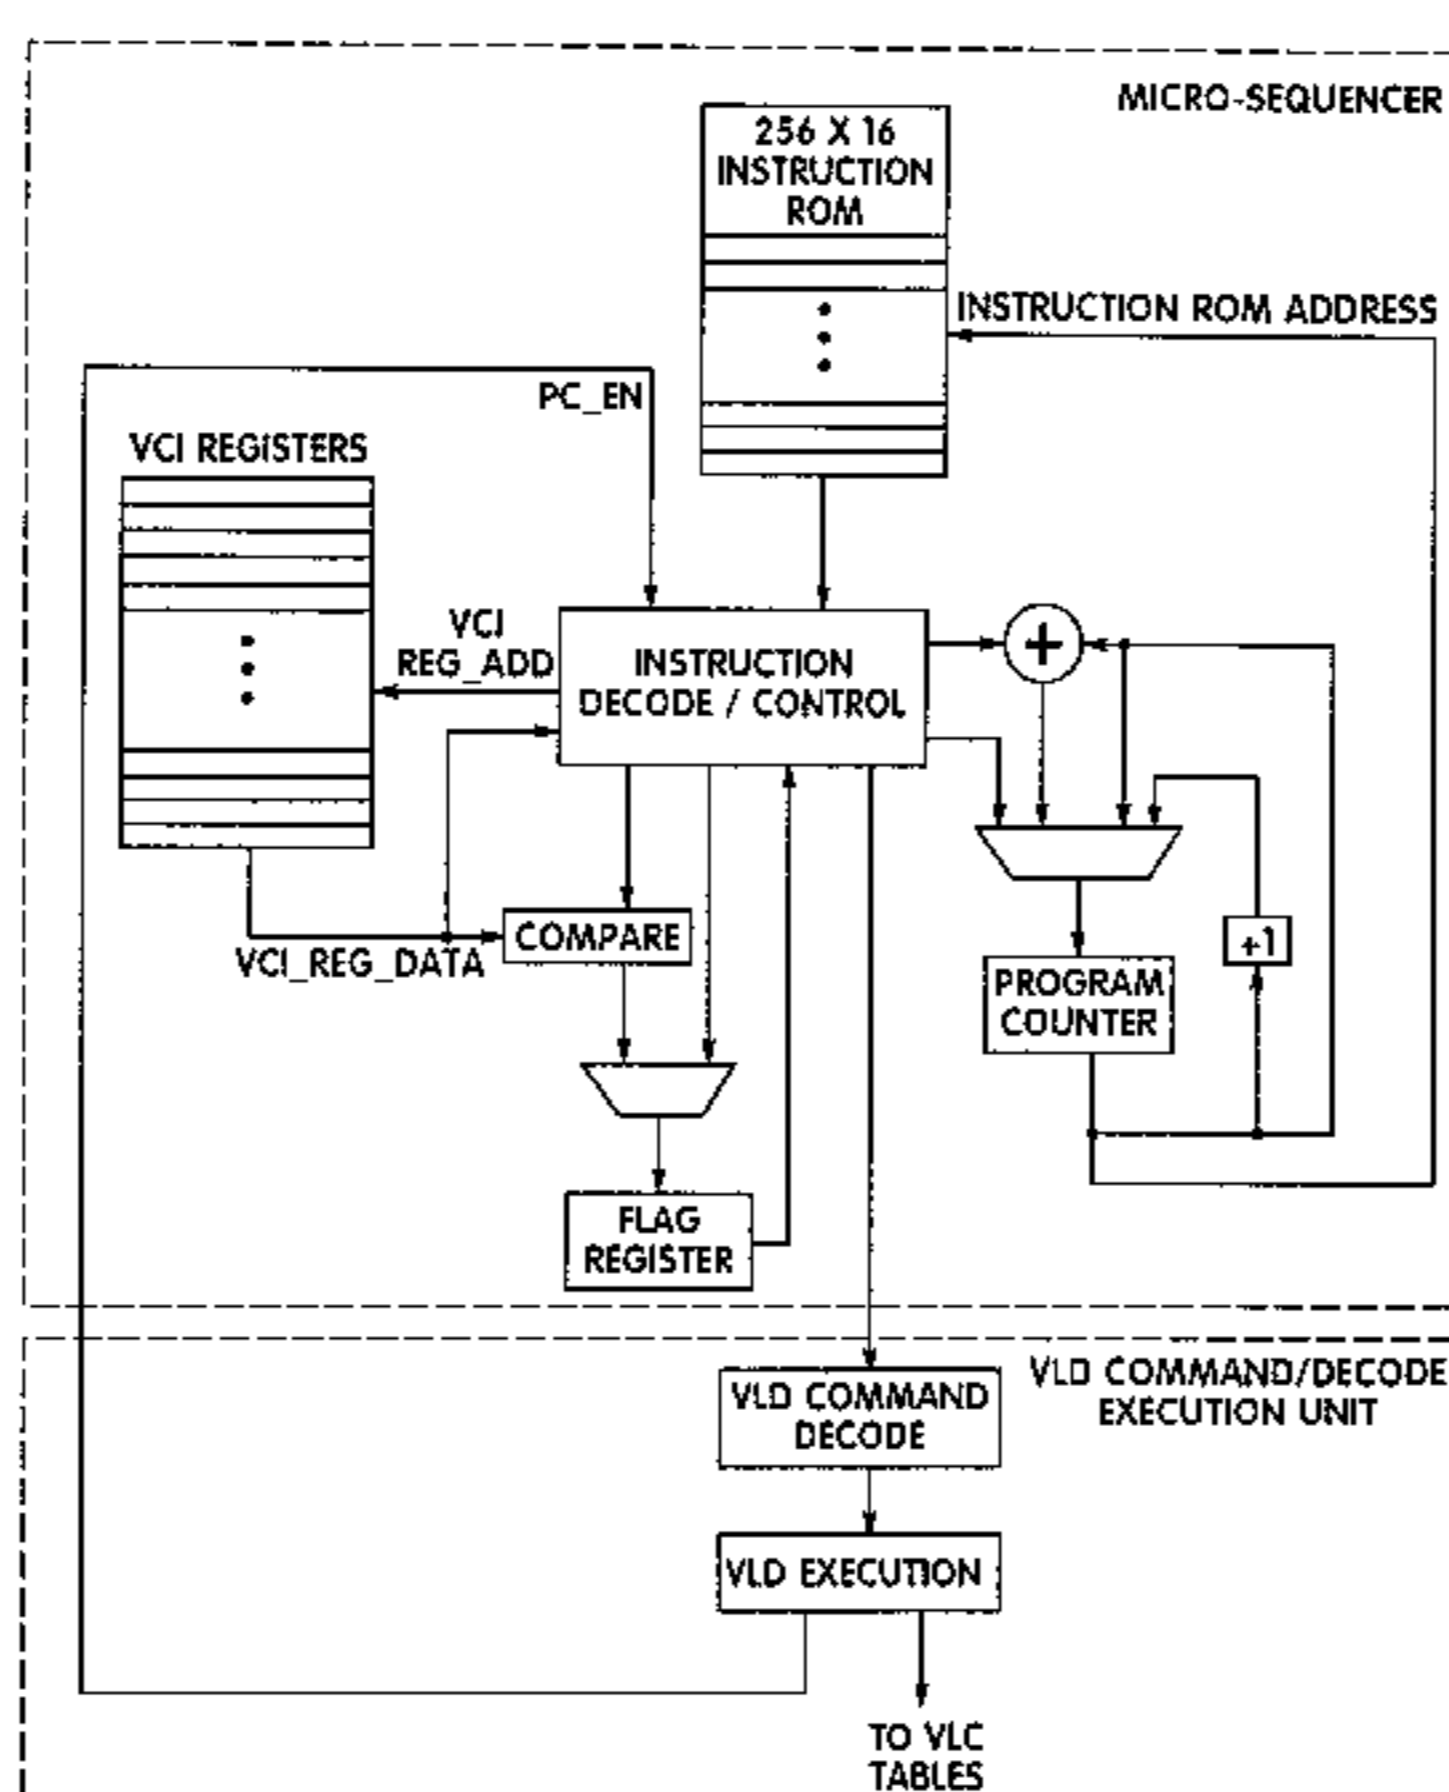 MICRO-SEQUENCER
256 X 16
INSTRUCTION
ROM
INSTRUCTION ROM ADDRESS
PC_EN
VCI REGISTERS
VCI
REG_ADD
INSTRUCTION
DECODE / CONTROL
+
COMPARE
VCI_REG_DATA
+1
PROGRAM
COUNTER
FLAG
REGISTER
VLD COMMAND/DECODE
EXECUTION UNIT
VLD COMMAND
DECODE
VLD EXECUTION
TO VLC
TABLES